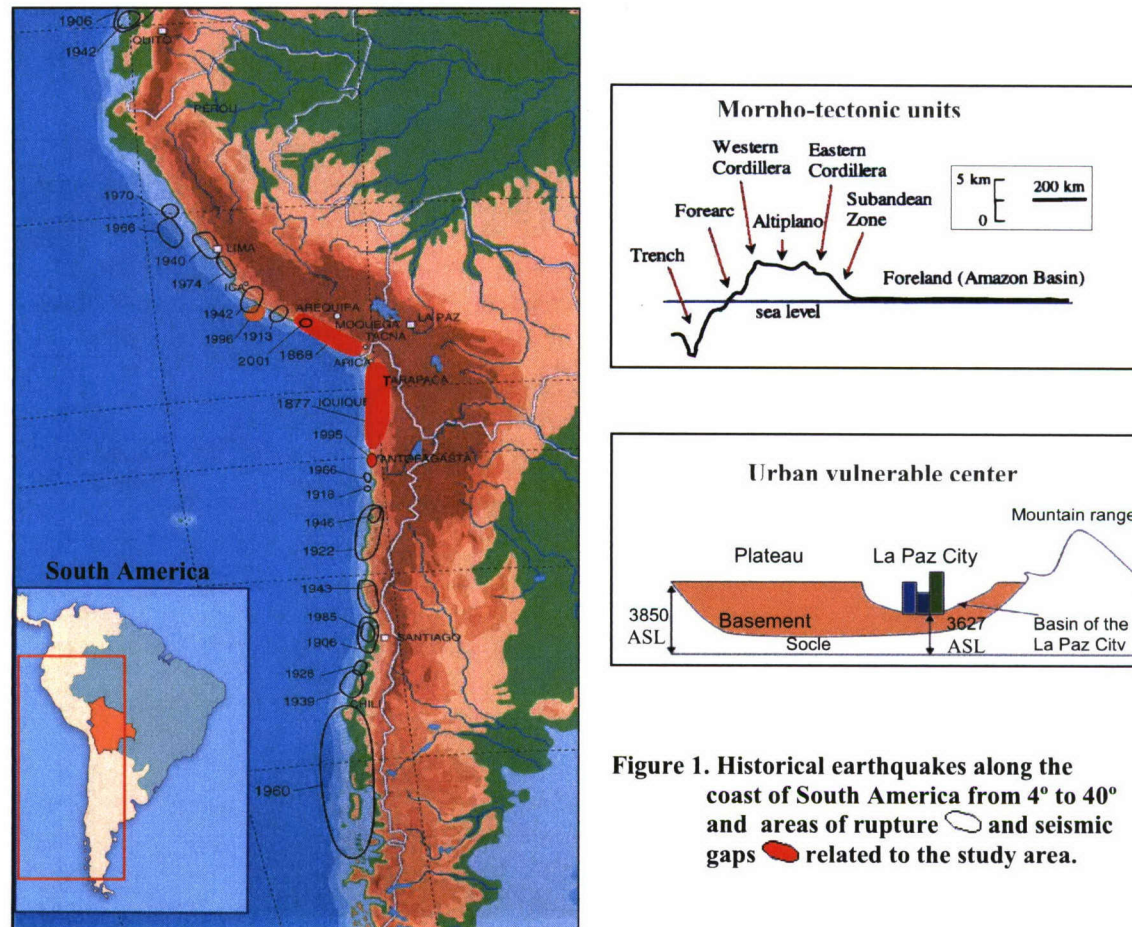 1906
1942
QUITO
PEROU
1970
1966
LIMA
1940
1974
ICA
1942
1996
1913
AREQUIPA
MOQUEGA
LA PAZ
TACNA
2001
1868
ARICA
TARAPACA
1877
IQUIQUE
1995
ANTOFAGASTA
1966
1918
1946
1922
1943
1985
SANTIAGO
1906
1928
1939
CHILI
1960
South America
Morpho-tectonic units
Western
Cordillera
Eastern
Cordillera
5 km
0
200 km
Forearc
Altiplano
Subandean
Zone
Trench
Foreland (Amazon Basin)
sea level
Urban vulnerable center
Mountain range
Plateau
La Paz City
3850
ASL
Basement
Socle
3627
ASL
Basin of the
La Paz City
Figure 1. Historical earthquakes along the
coast of South America from 4º to 40º
and areas of rupture and seismic
gaps related to the study area.